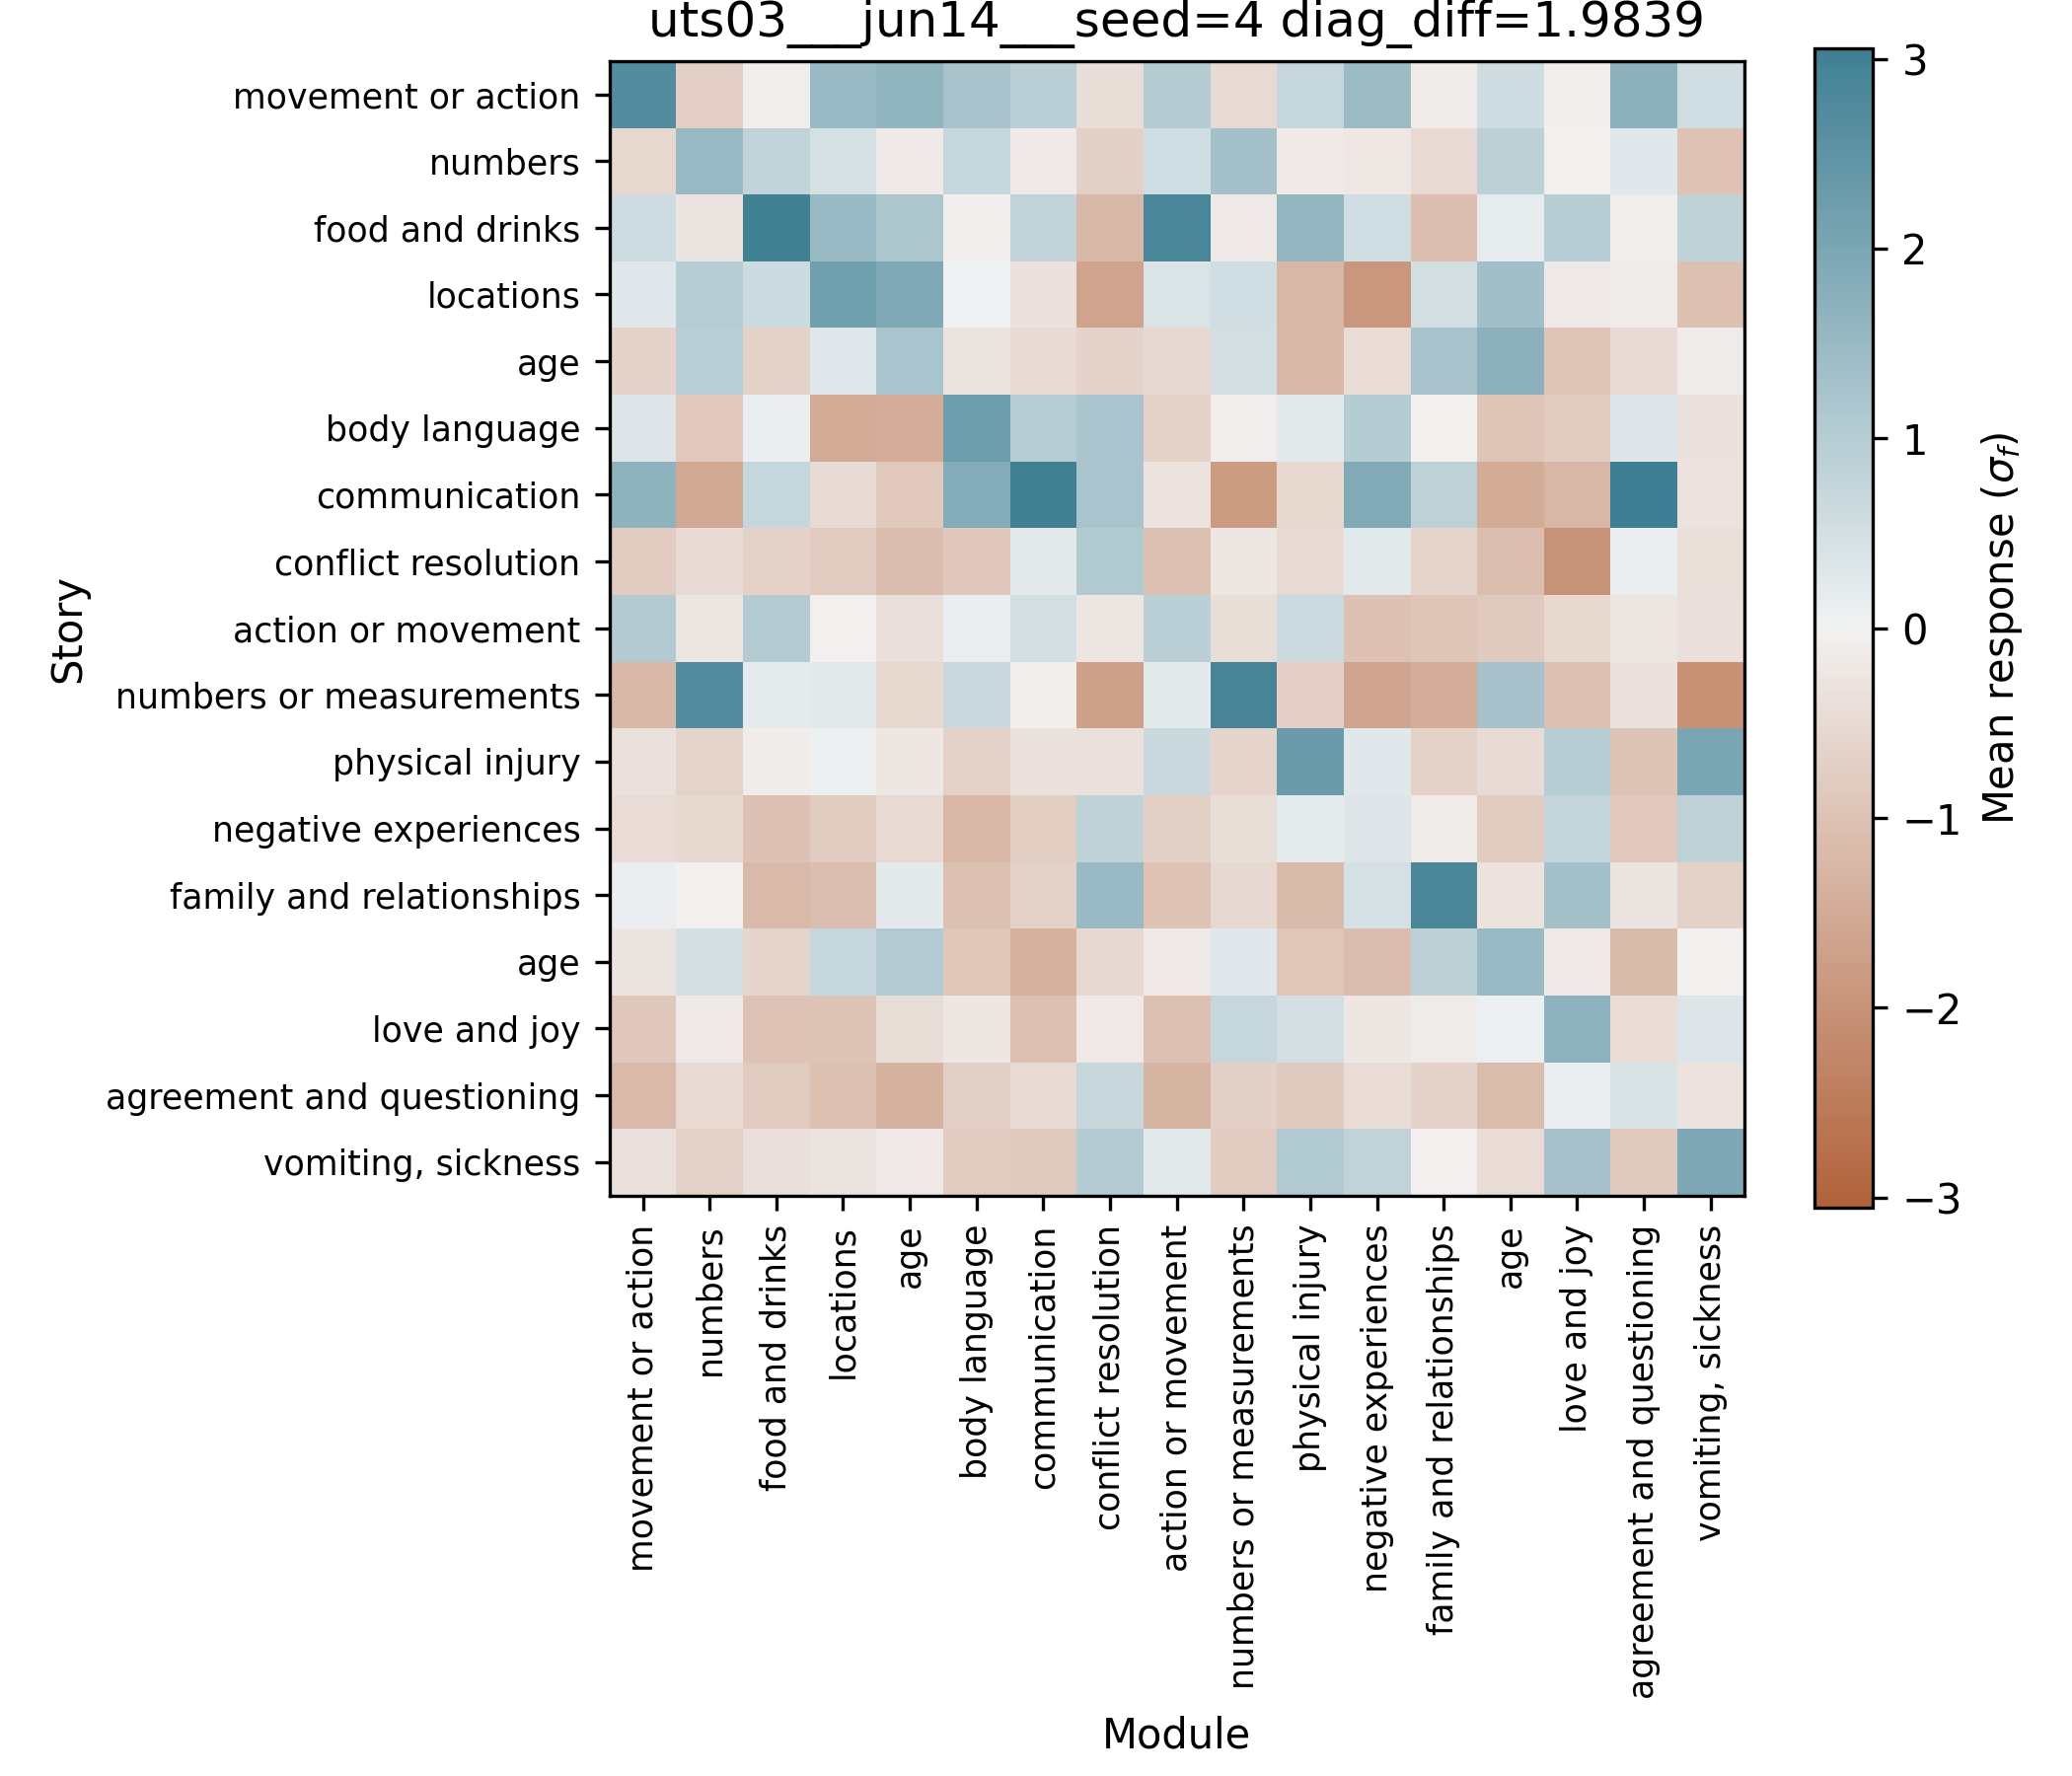 uts03___jun14___seed=4 diag_diff=1.9839
movement or action
numbers
food and drinks
locations
age
body language
communication
conflict resolution
action or movement
numbers or measurements
physical injury
negative experiences
family and relationships
age
love and joy
agreement and questioning
vomiting, sickness
Story
movement or action
numbers
food and drinks
locations
age
body language
communication
conflict resolution
action or movement
numbers or measurements
physical injury
negative experiences
family and relationships
age
love and joy
agreement and questioning
vomiting, sickness
Module
3
2
1
0
−1
−2
−3
Mean response (σf)